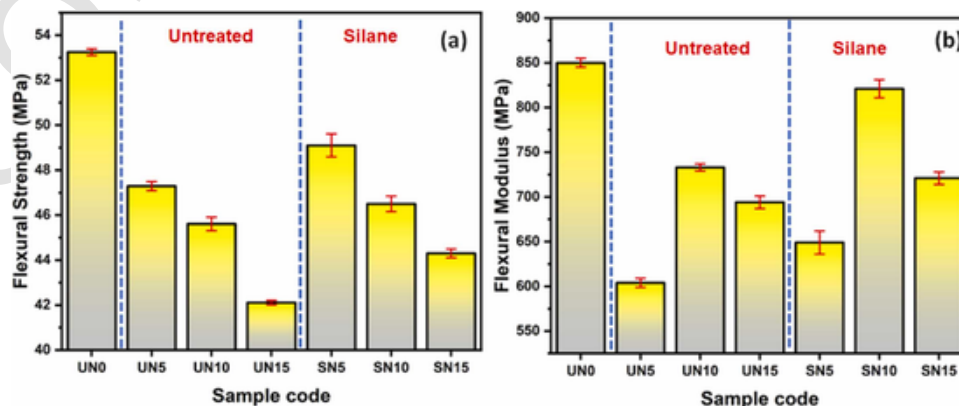 Untreated
Silane
(a)
Flexural Strength (MPa)
54
52
50
48
46
44
42
40
UN0 UN5 UN10 UN15 SN5 SN10 SN15
Sample code
Untreated
Silane
(b)
Flexural Modulus (MPa)
900
850
800
750
700
650
600
550
UN0 UN5 UN10 UN15 SN5 SN10 SN15
Sample code